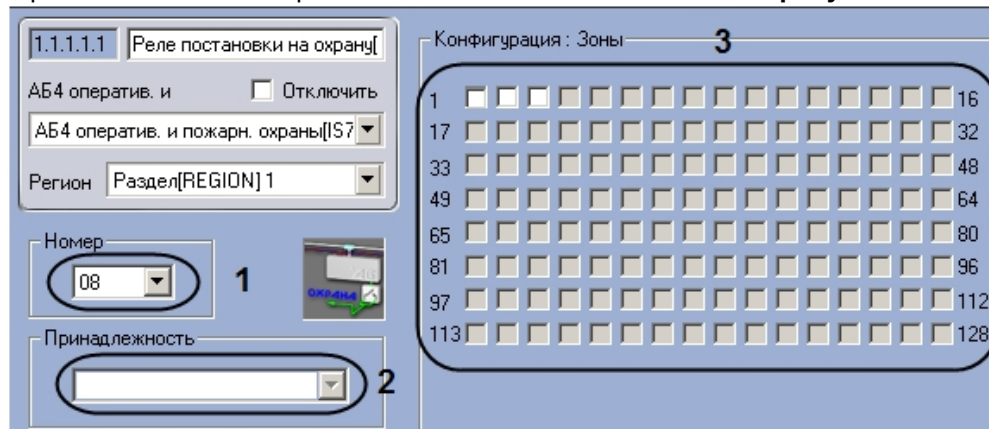 1.1.1.1.1 Реле постановки на охрану[
АБ4 оператив. и Отключить
АБ4 оператив. и пожарн. охраны[IS7
Регион Раздел[REGION] 1
Номер
08 1
ОХРАНА
Принадлежность
2
Конфигурация : Зоны 3
1 16
17 32
33 48
49 64
65 80
81 96
97 112
113 128